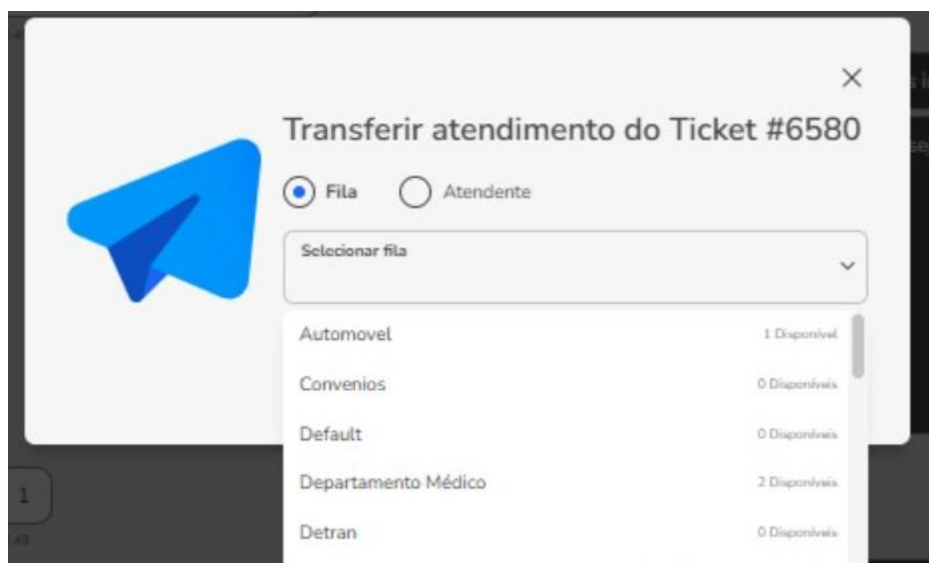 Transferir atendimento do Ticket #6580
Fila Atendente
Selecionar fila
Automovel 1 Disponível
Convenios 0 Disponíveis
Default 0 Disponíveis
Departamento Médico 2 Disponíveis
1
Detran 0 Disponíveis